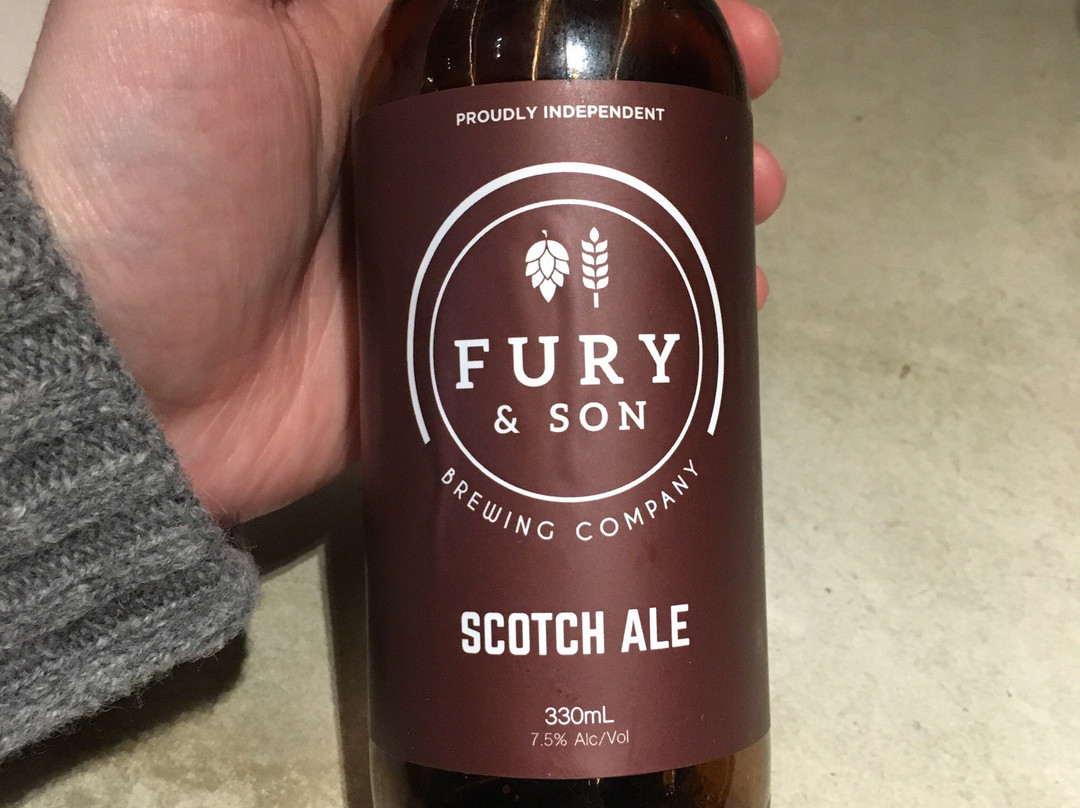 PROUDLY INDEPENDENT
FURY
& SON
BREWING COMPANY
SCOTCH ALE
330mL
7.5% Alc/Vol